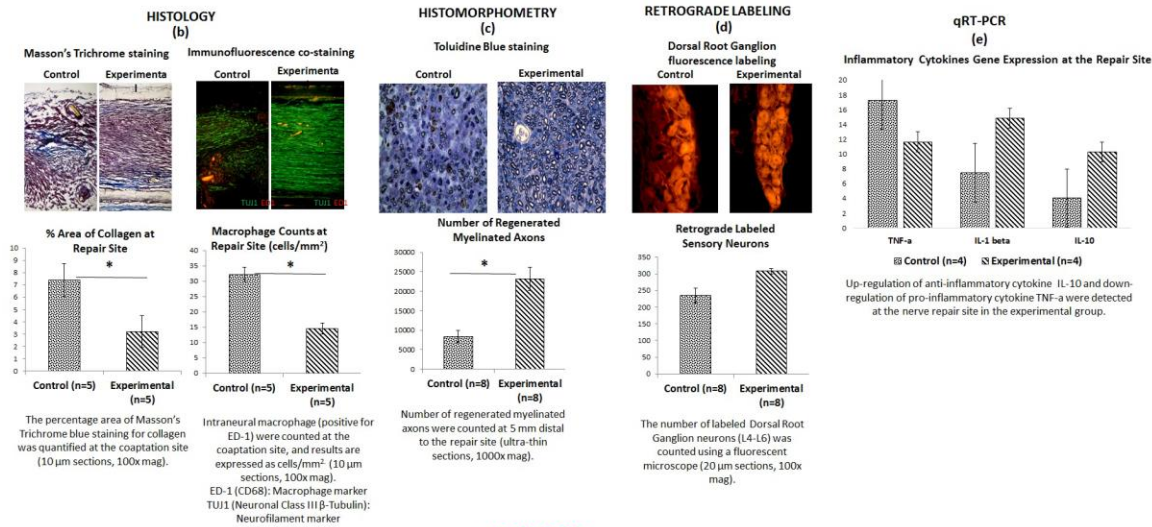 HISTOLOGY
(b)
Masson's Trichrome staining
Control
Experimenta
Immunofluorescence co-staining
Control
Experimenta
TUJ1 ED1
TUJ1 ED1
% Area of Collagen at
Repair Site
10
9
8
7
6
5
4
3
2
1
0
*
Control (n=5)
Experimental
(n=5)
The percentage area of Masson's
Trichrome blue staining for collagen
was quantified at the coaptation site
(10 µm sections, 100x mag).
Macrophage Counts at
Repair Site (cells/mm²)
35
30
25
20
15
10
5
0
*
Control (n=5)
Experimental
(n=5)
Intraneural macrophage (positive for
ED-1) were counted at the
coaptation site, and results are
expressed as cells/mm² (10 µm
sections, 100x mag).
ED-1 (CD68): Macrophage marker
TUJ1 (Neuronal Class III β-Tubulin):
Neurofilament marker
HISTOMORPHOMETRY
(c)
Toluidine Blue staining
Control
Experimental
Number of Regenerated
Myelinated Axons
30000
25000
20000
15000
10000
5000
0
*
Control (n=8)
Experimental
(n=8)
Number of regenerated myelinated
axons were counted at 5 mm distal
to the repair site (ultra-thin
sections, 1000x mag).
RETROGRADE LABELING
(d)
Dorsal Root Ganglion
fluorescence labeling
Control
Experimental
Retrograde Labeled
Sensory Neurons
350
300
250
200
150
100
50
0
Control (n=8)
Experimental
(n=8)
The number of labeled Dorsal Root
Ganglion neurons (L4-L6) was
counted using a fluorescent
microscope (20 µm sections, 100x
mag).
qRT-PCR
(e)
Inflammatory Cytokines Gene Expression at the Repair Site
20
18
16
14
12
10
8
6
4
2
0
TNF-a
IL-1 beta
IL-10
Control (n=4)
Experimental (n=4)
Up-regulation of anti-inflammatory cytokine IL-10 and down-
regulation of pro-inflammatory cytokine TNF-a were detected
at the nerve repair site in the experimental group.